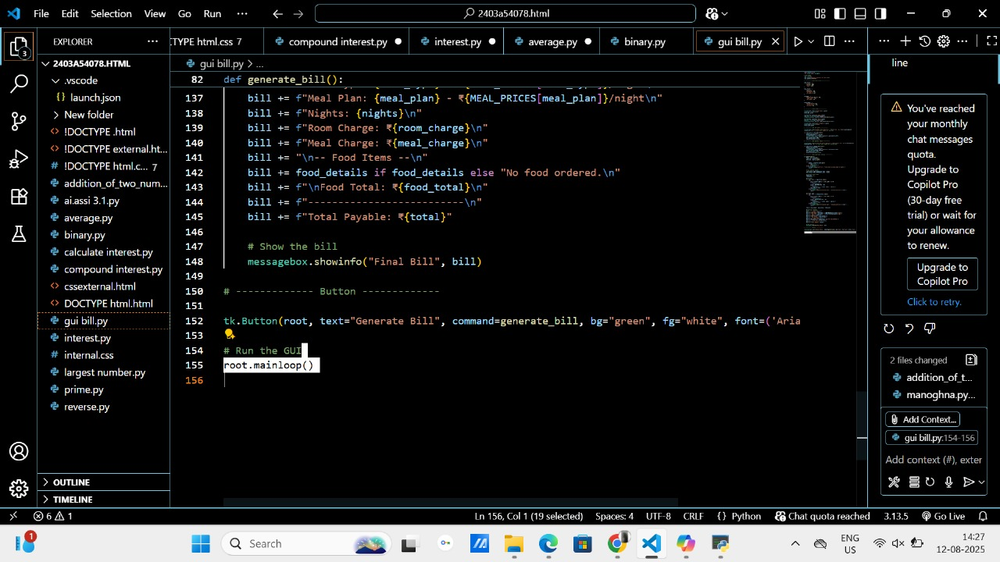 File Edit Selection View Go Run ··· 2403a54078.html
EXPLORER
2403A54078.HTML
.vscode
launch.json
New folder
!DOCTYPE .html
!DOCTYPE external.ht...
!DOCTYPE html.c... 7
addition_of_two_num...
assi 3.1.py
average.py
binary.py
calculate interest.py
compound interest.py
cssexternal.html
DOCTYPE html.html
gui bill.py
interest.py
internal.css
largest number.py
prime.py
reverse.py
OUTLINE
TIMELINE
CTYPE html.css 7 compound interest.py interest.py average.py binary.py gui bill.py
gui bill.py > ...
82 def generate_bill():
137 bill += f"Meal Plan: {meal_plan} - ₹{MEAL_PRICES[meal_plan]}/night\n"
138 bill += f"Nights: {nights}\n"
139 bill += f"Room Charge: ₹{room_charge}\n"
140 bill += f"Meal Charge: ₹{meal_charge}\n"
141 bill += "\n-- Food Items --\n"
142 bill += food_details if food_details else "No food ordered.\n"
143 bill += f"\nFood Total: ₹{food_total}\n"
144
145 bill += f"Total Payable: ₹{total}"
146
147 # Show the bill
148 messagebox.showinfo("Final Bill", bill)
149
150 # ------------- Button -------------
151
152 tk.Button(root, text="Generate Bill", command=generate_bill, bg="green", fg="white", font=('Aria
153
154 # Run the GUI
155 root.mainloop()
156
line
You've reached
your monthly
chat messages
quota.
Upgrade to
Copilot Pro
(30-day free
trial) or wait for
your allowance
to renew.
Upgrade to
Copilot Pro
Click to retry.
2 files changed
addition_of_t...
manoghna.py...
Add Context...
gui bill.py:154-156
Add context (#), exter
6 1 Ln 156, Col 1 (19 selected) Spaces: 4 UTF-8 CRLF {} Python Chat quota reached 3.13.5 Go Live
1 Search ENG 14:27
US 12-08-2025